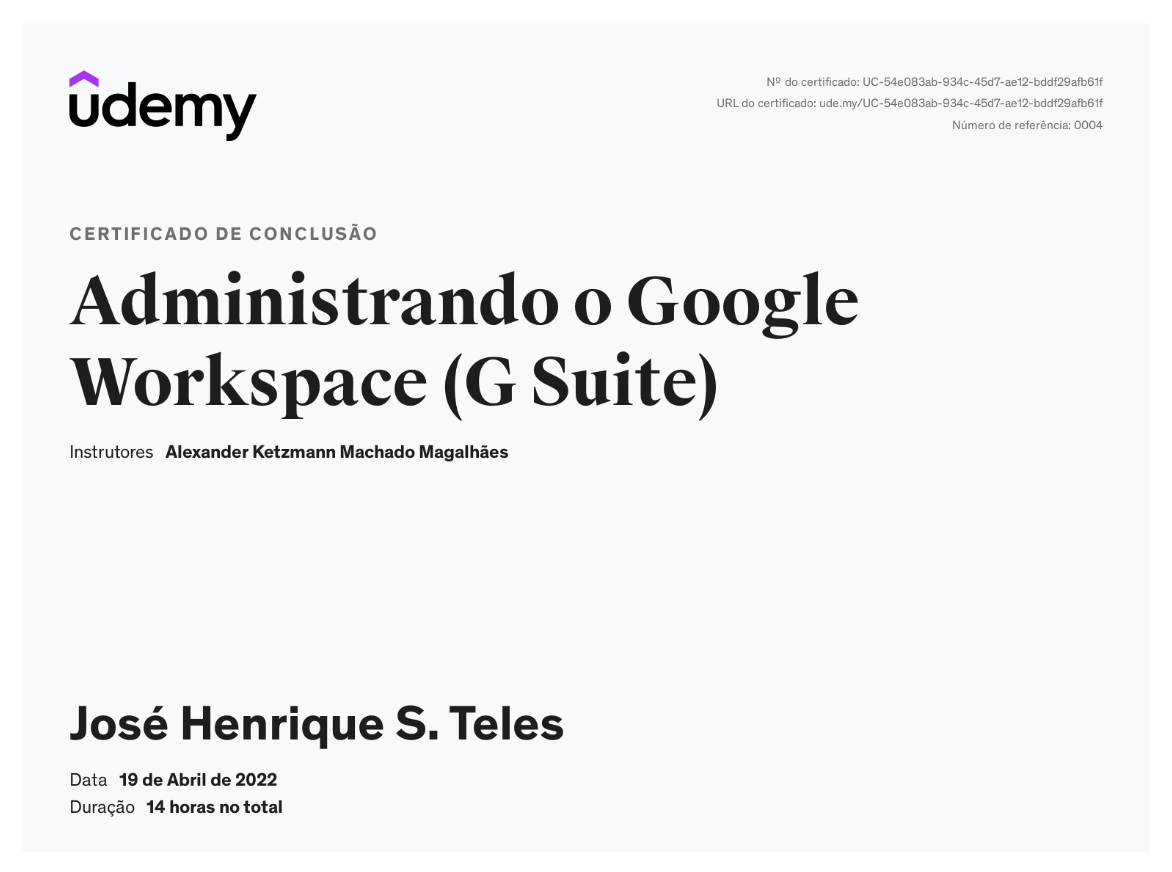 udemy
Nº do certificado: UC-54e083ab-934c-45d7-ae12-bddf29afb61f
URL do certificado: ude.my/UC-54e083ab-934c-45d7-ae12-bddf29afb61f
Número de referência: 0004
CERTIFICADO DE CONCLUSÃO
Administrando o Google
Workspace (G Suite)
Instrutores Alexander Ketzmann Machado Magalhães
José Henrique S. Teles
Data 19 de Abril de 2022
Duração 14 horas no total